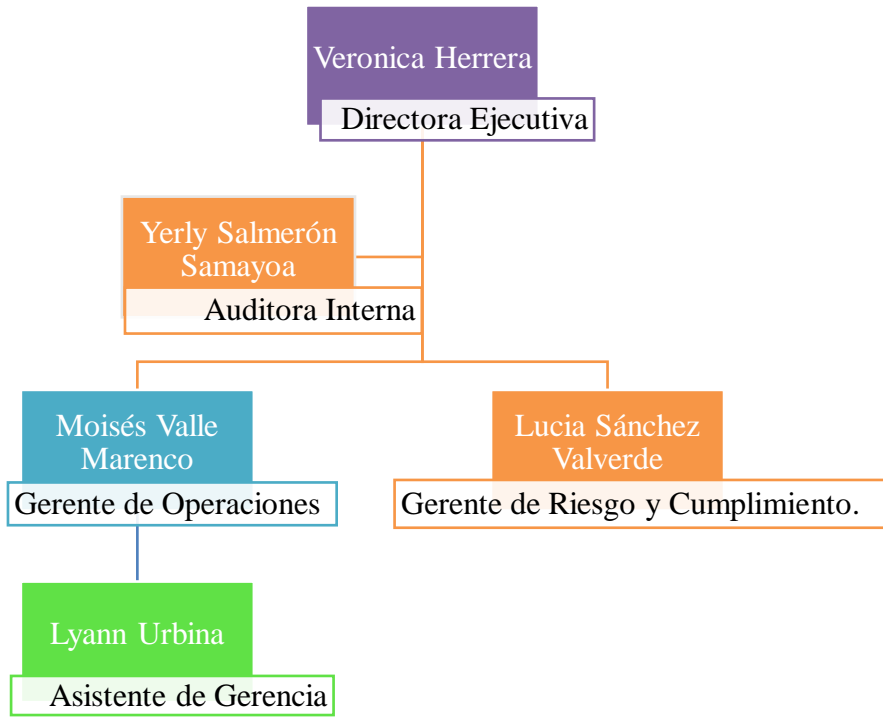 Veronica Herrera
Directora Ejecutiva
Yerly Salmerón
Samayoa
Auditora Interna
Moisés Valle
Marenco
Gerente de Operaciones
Lucia Sánchez
Valverde
Gerente de Riesgo y Cumplimiento.
Lyann Urbina
Asistente de Gerencia